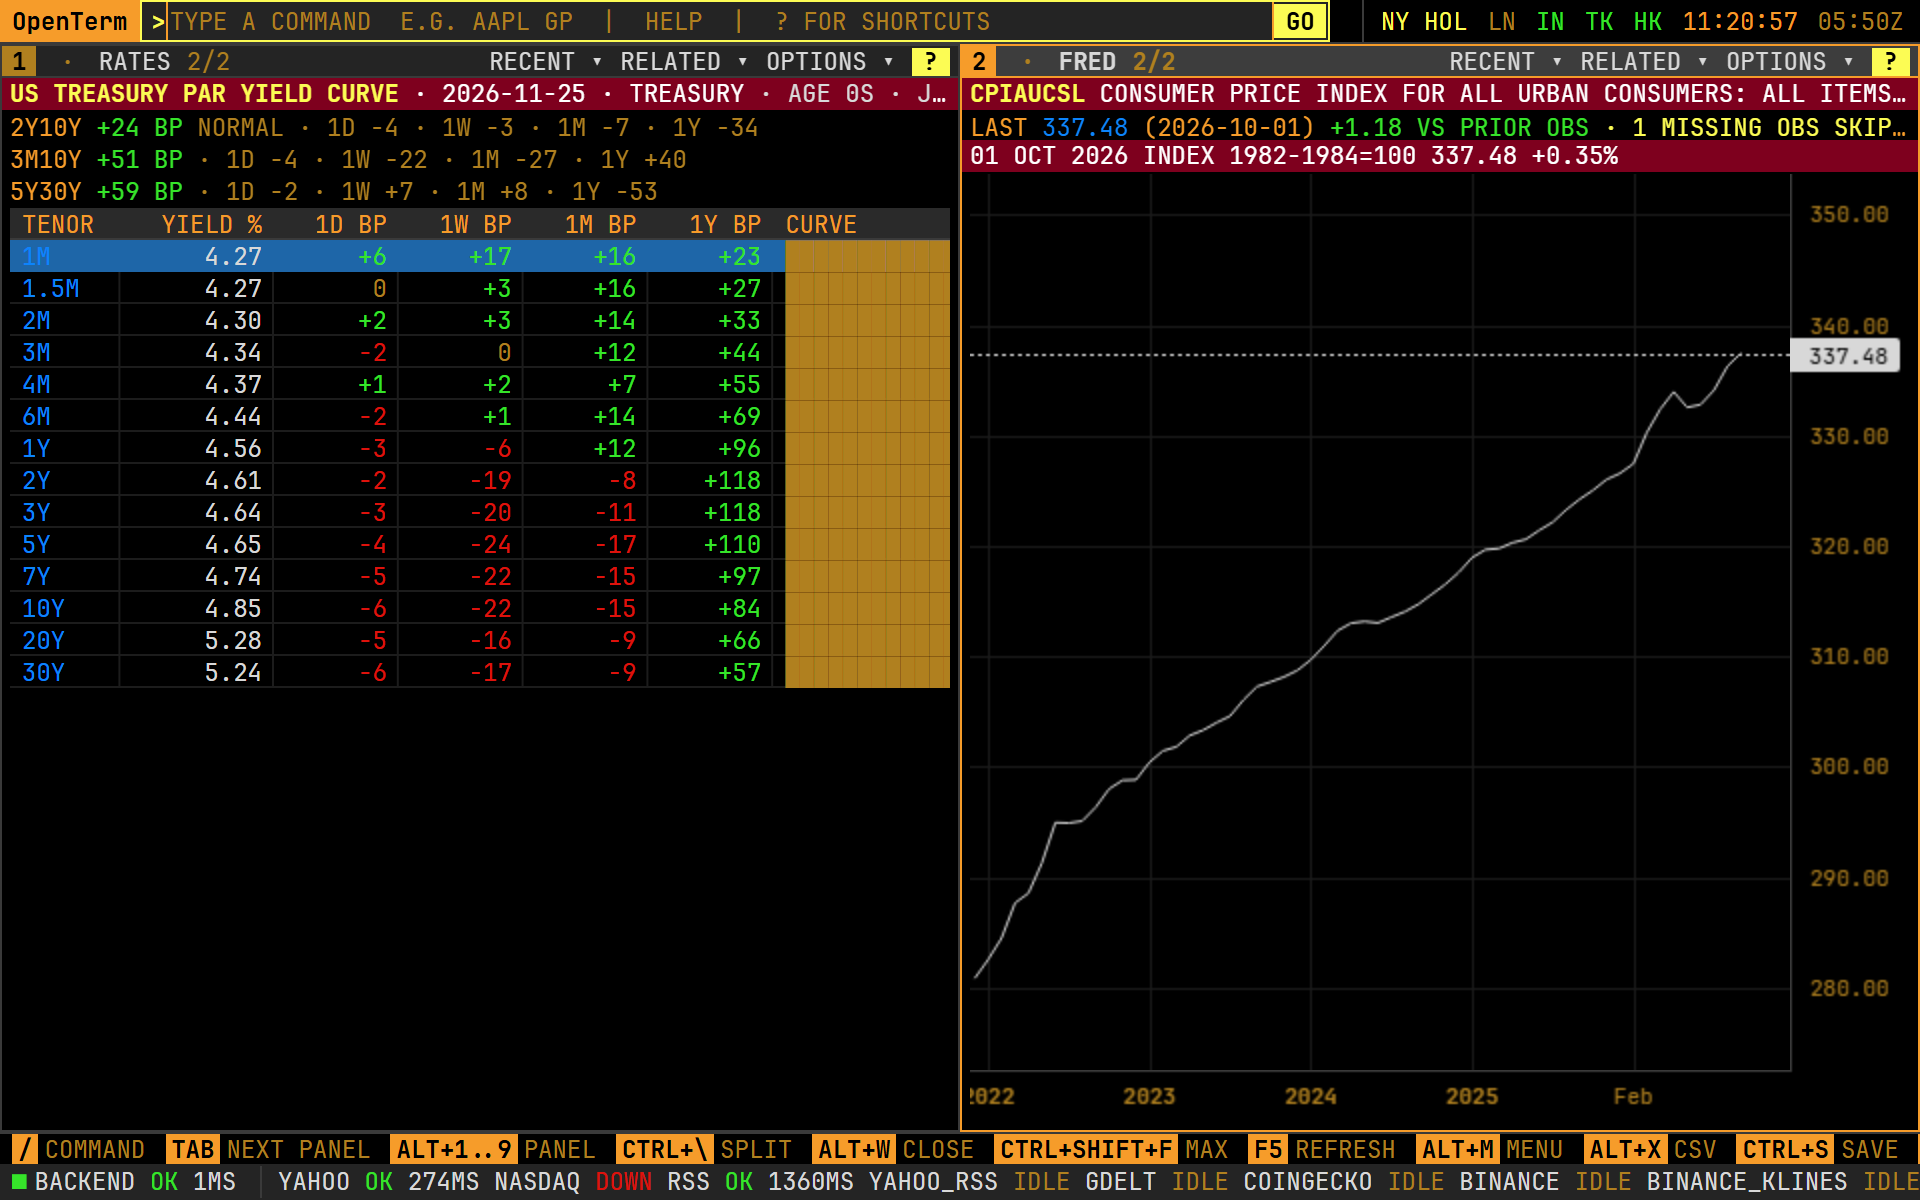 OpenTerm >TYPE A COMMAND E.G. AAPL GP | HELP | ? FOR SHORTCUTS GO NY HOL LN IN TK HK 11:20:57 05:50Z
1 · RATES 2/2 RECENT ▾ RELATED ▾ OPTIONS ▾ ?
US TREASURY PAR YIELD CURVE · 2026-11-25 · TREASURY · AGE 0S · J…
2Y10Y +24 BP NORMAL · 1D -4 · 1W -3 · 1M -7 · 1Y -34
3M10Y +51 BP · 1D -4 · 1W -22 · 1M -27 · 1Y +40
5Y30Y +59 BP · 1D -2 · 1W +7 · 1M +8 · 1Y -53
TENOR YIELD % 1D BP 1W BP 1M BP 1Y BP CURVE
1M 4.27 +6 +17 +16 +23
1.5M 4.27 0 +3 +16 +27
2M 4.30 +2 +3 +14 +33
3M 4.34 -2 0 +12 +44
4M 4.37 +1 +2 +7 +55
6M 4.44 -2 +1 +14 +69
1Y 4.56 -3 -6 +12 +96
2Y 4.61 -2 -19 -8 +118
3Y 4.64 -3 -20 -11 +118
5Y 4.65 -4 -24 -17 +110
7Y 4.74 -5 -22 -15 +97
10Y 4.85 -6 -22 -15 +84
20Y 5.28 -5 -16 -9 +66
30Y 5.24 -6 -17 -9 +57
2 · FRED 2/2 RECENT ▾ RELATED ▾ OPTIONS ▾ ?
CPIAUCSL CONSUMER PRICE INDEX FOR ALL URBAN CONSUMERS: ALL ITEMS…
LAST 337.48 (2026-10-01) +1.18 VS PRIOR OBS · 1 MISSING OBS SKIP…
01 OCT 2026 INDEX 1982-1984=100 337.48 +0.35%
350.00
340.00
337.48
330.00
320.00
310.00
300.00
290.00
280.00
2022 2023 2024 2025 Feb
/ COMMAND TAB NEXT PANEL ALT+1..9 PANEL CTRL+\ SPLIT ALT+W CLOSE CTRL+SHIFT+F MAX F5 REFRESH ALT+M MENU ALT+X CSV CTRL+S SAVE
BACKEND OK 1MS YAHOO OK 274MS NASDAQ DOWN RSS OK 1360MS YAHOO_RSS IDLE GDELT IDLE COINGECKO IDLE BINANCE IDLE BINANCE_KLINES IDLE